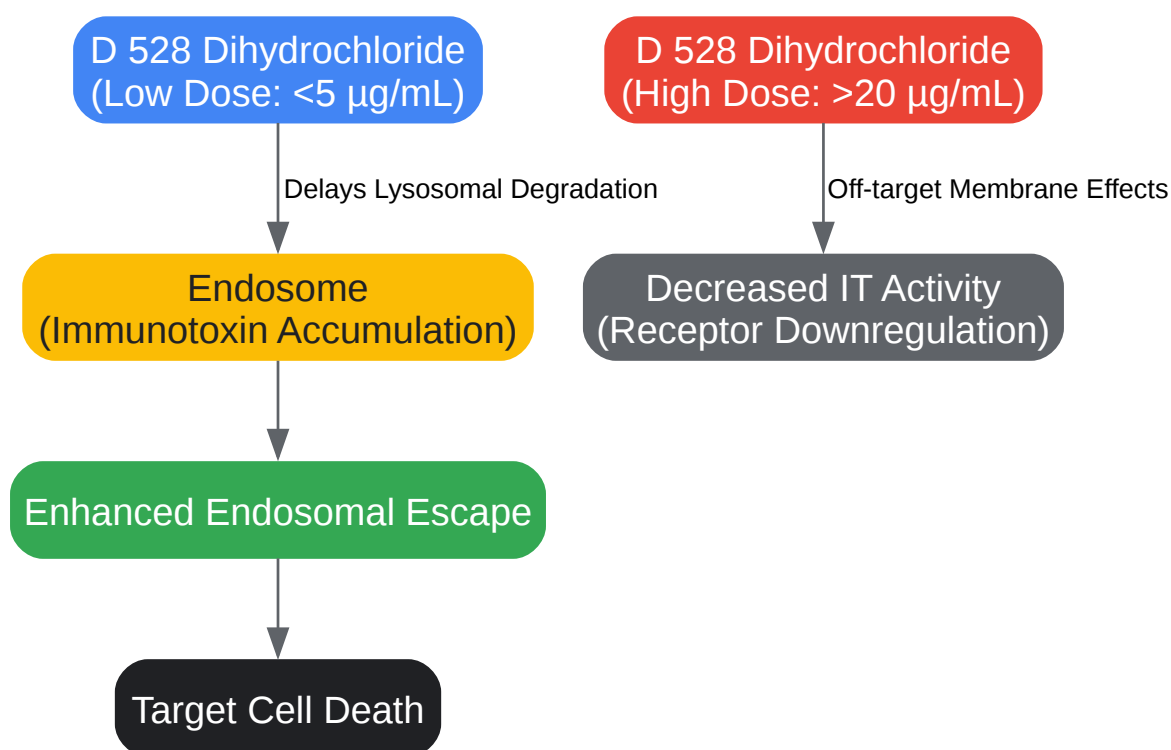 D 528 Dihydrochloride
(Low Dose: <5 µg/mL)
D 528 Dihydrochloride
(High Dose: >20 µg/mL)
Delays Lysosomal Degradation
Off-target Membrane Effects
Endosome
(Immunotoxin Accumulation)
Decreased IT Activity
(Receptor Downregulation)
Enhanced Endosomal Escape
Target Cell Death